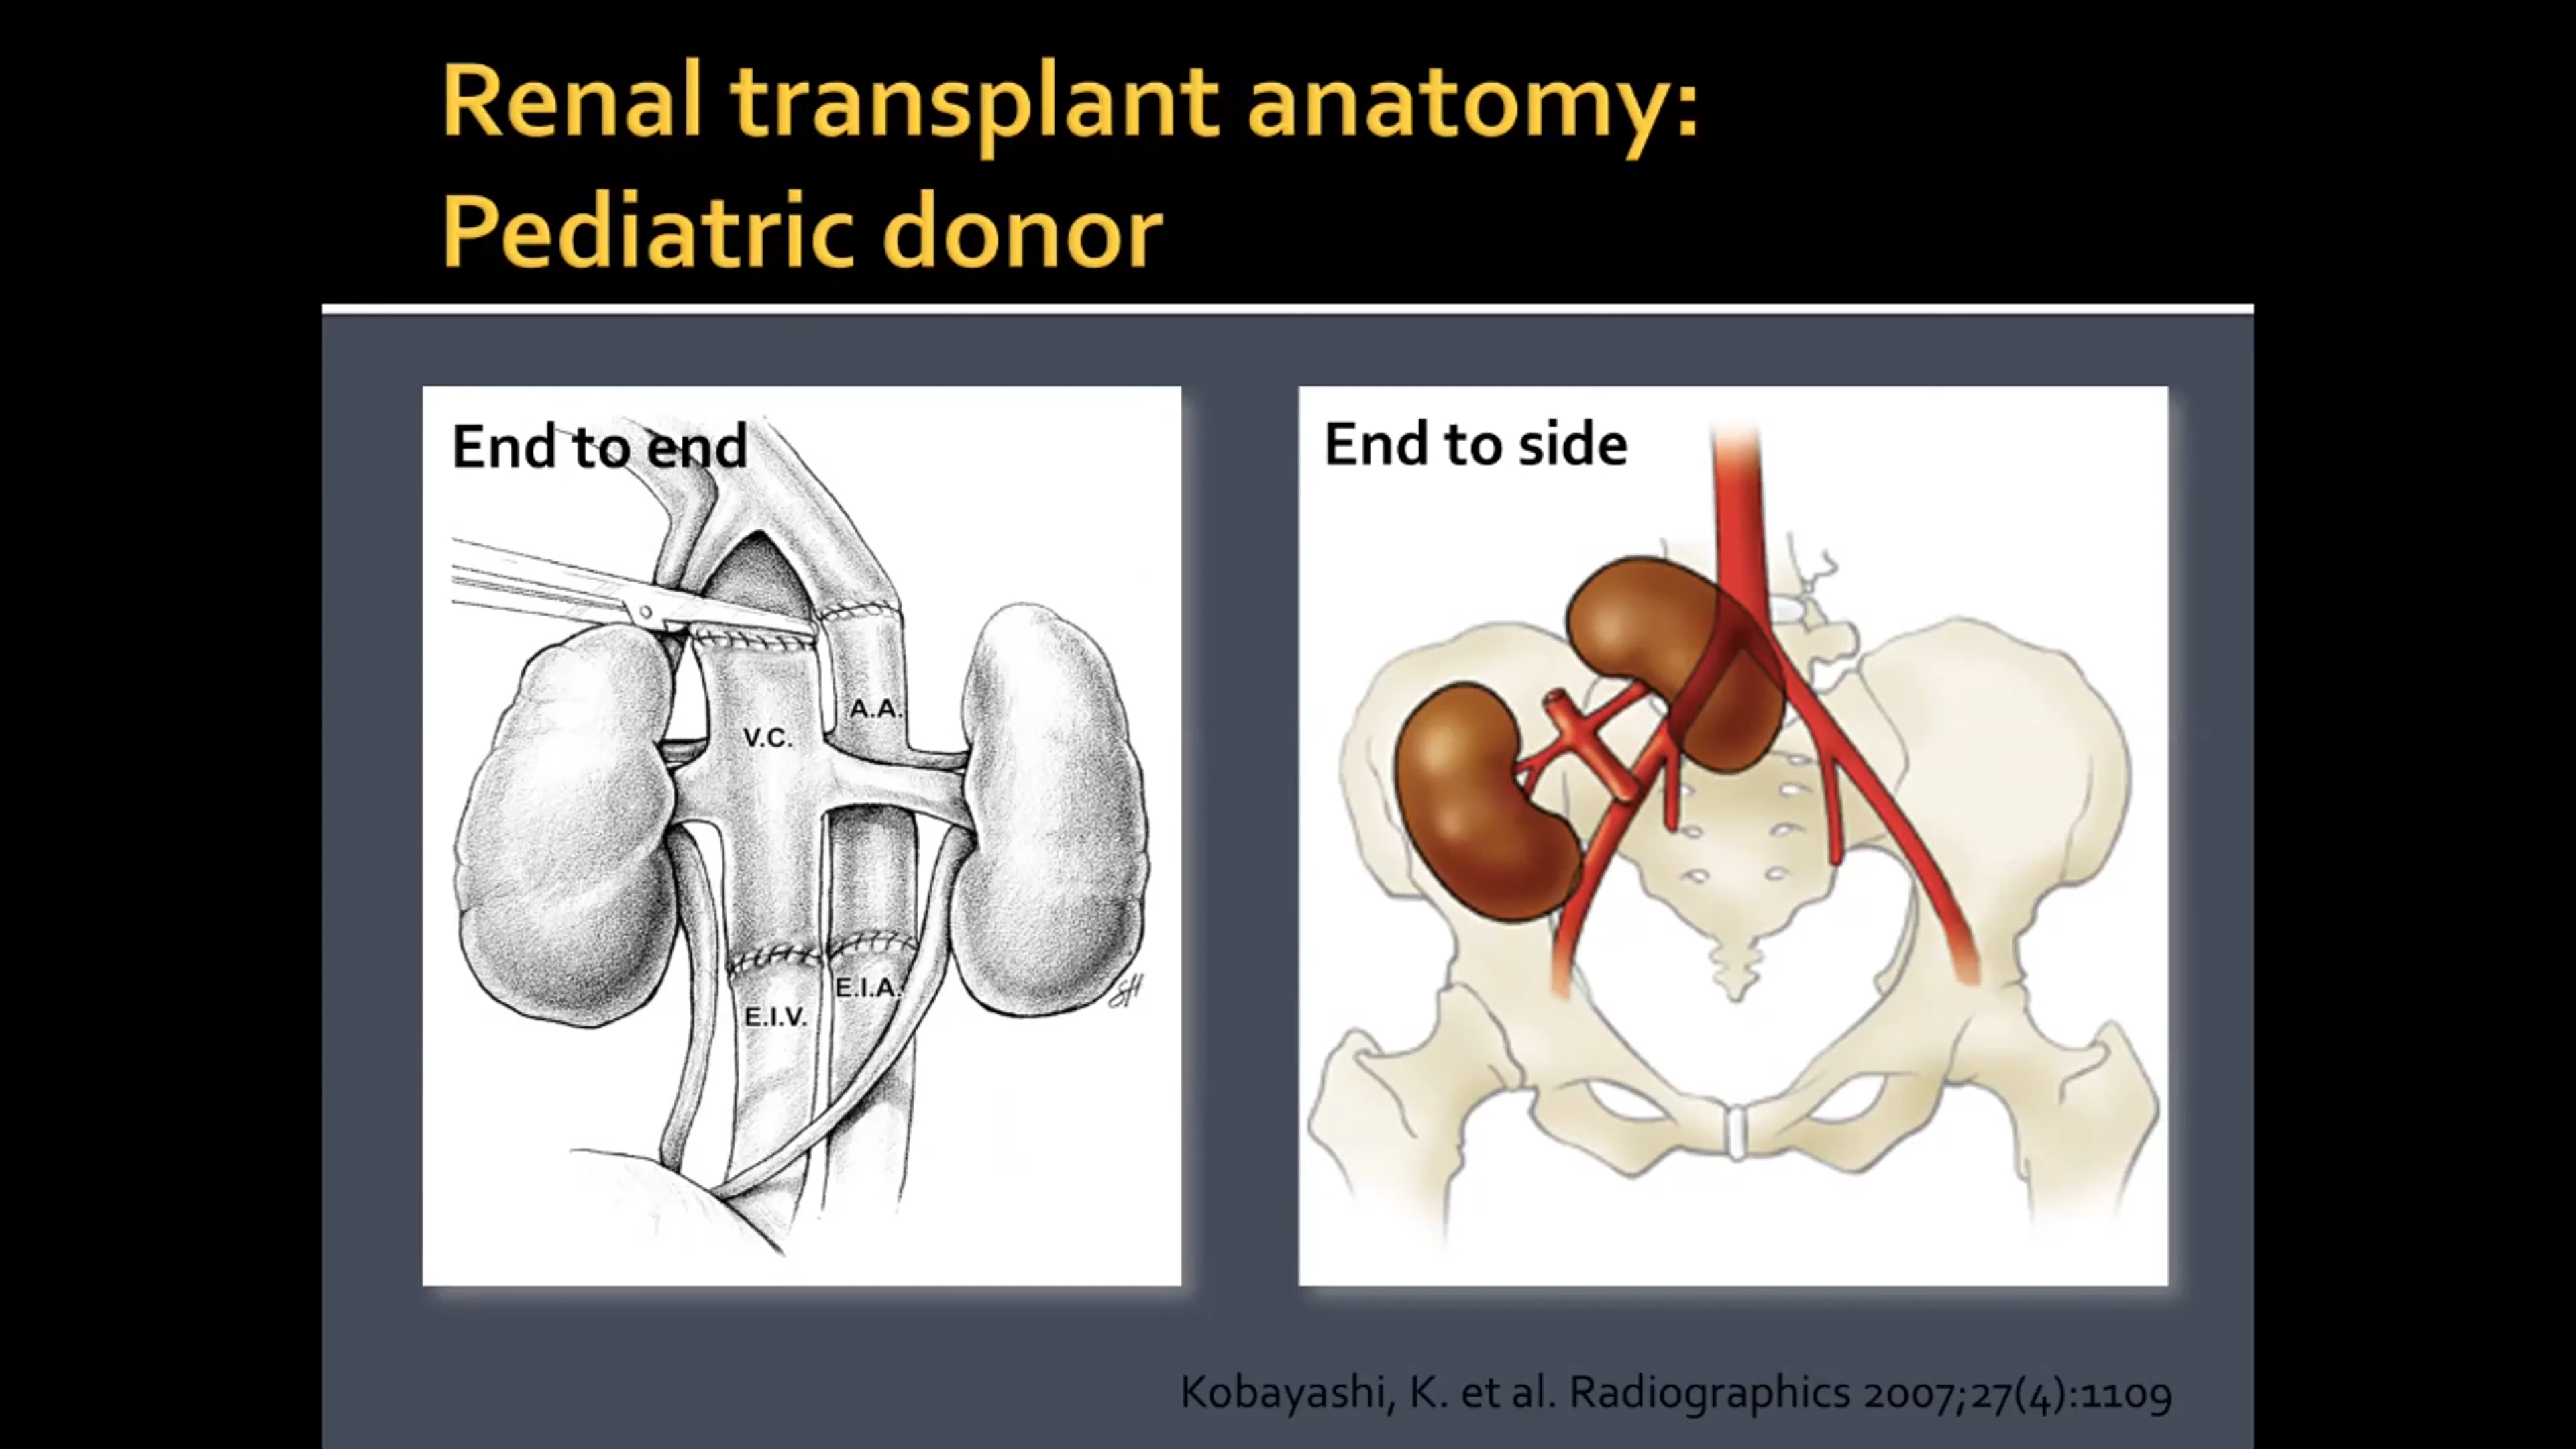 Renal transplant anatomy:
Pediatric donor
End to end
A.A.
V.C.
E.I.A.
E.I.V.
SH
End to side
Kobayashi, K. et al. Radiographics 2007;27(4):1109